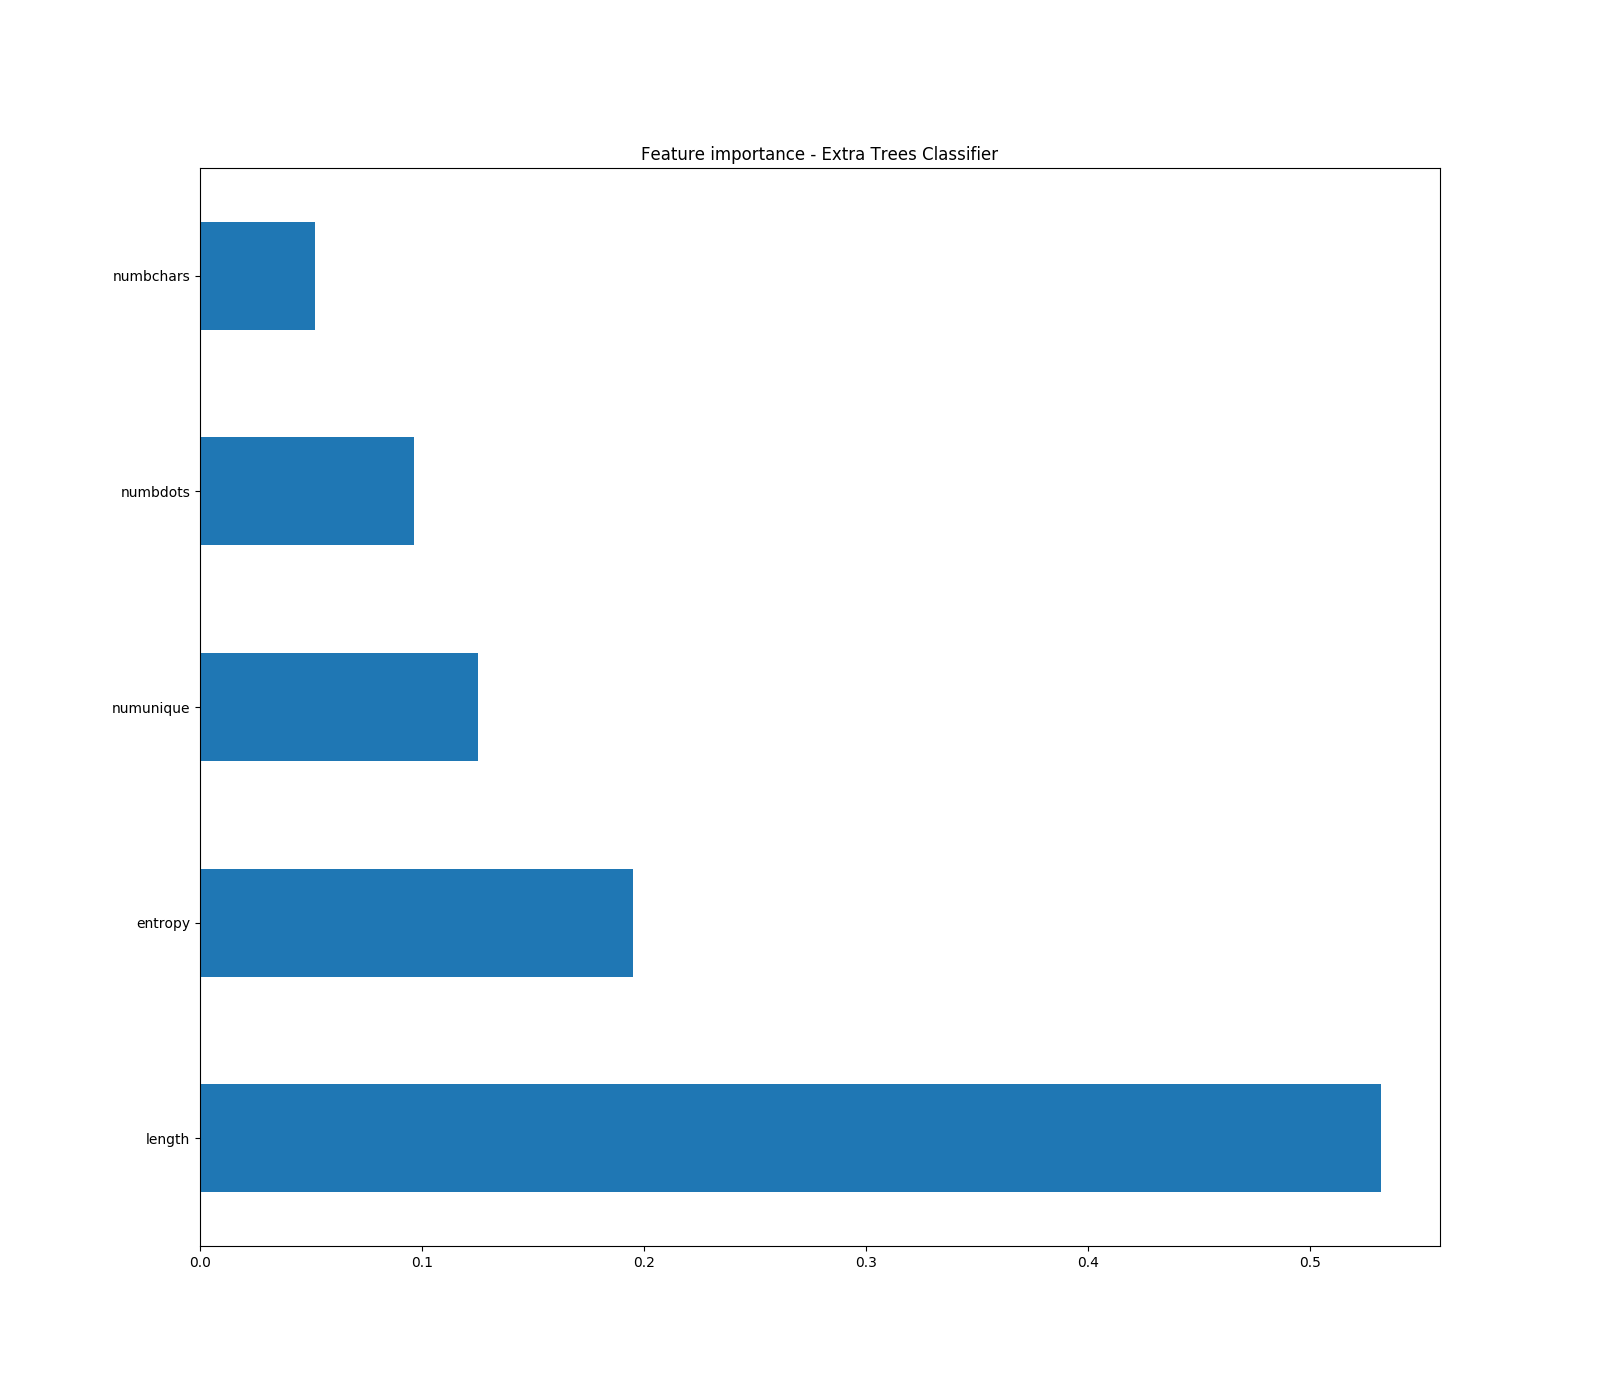 Feature importance - Extra Trees Classifier
numbchars
numbdots
numunique
entropy
length
0.0 0.1 0.2 0.3 0.4 0.5